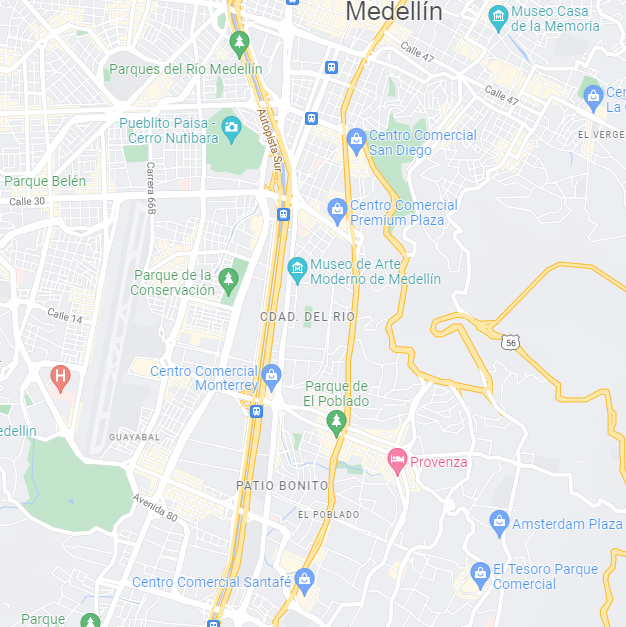 Medellín
Museo Casa
de la Memoria
Calle 47
Parques del Río Medellín
Calle 47
Pueblito Paisa -
Cerro Nutibara
Autopista Sur
Centro Comercial
San Diego
EL VERGE
Parque Belén
Carrera 66B
Calle 30
Centro Comercial
Premium Plaza
Museo de Arte
Moderno de Medellín
Parque de la
Conservación
Calle 14
CDAD. DEL RIO
56
H
Centro Comercial
Monterrey
Parque de
El Poblado
edellin
GUAYABAL
Provenza
PATIO BONITO
Avenida 80
EL POBLADO
Amsterdam Plaza
El Tesoro Parque
Comercial
Centro Comercial Santafé
Parque